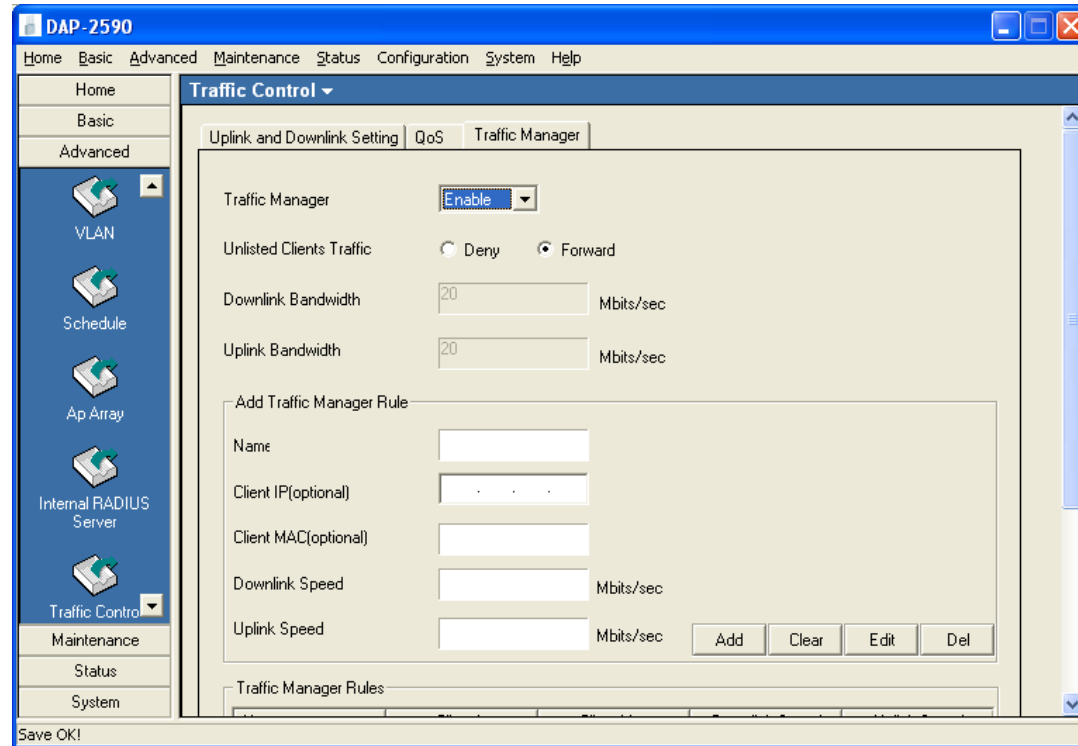 DAP-2590
Home Basic Advanced Maintenance Status Configuration System Help
Home
Basic
Advanced
VLAN
Schedule
Ap Array
Internal RADIUS
Server
Traffic Contro
Maintenance
Status
System
Traffic Control
Uplink and Downlink Setting QoS Traffic Manager
Traffic Manager Enable
Unlisted Clients Traffic Deny Forward
Downlink Bandwidth 20 Mbits/sec
Uplink Bandwidth 20 Mbits/sec
Add Traffic Manager Rule
Name
Client IP(optional) . . .
Client MAC(optional)
Downlink Speed Mbits/sec
Uplink Speed Mbits/sec Add Clear Edit Del
Traffic Manager Rules
Save OK!